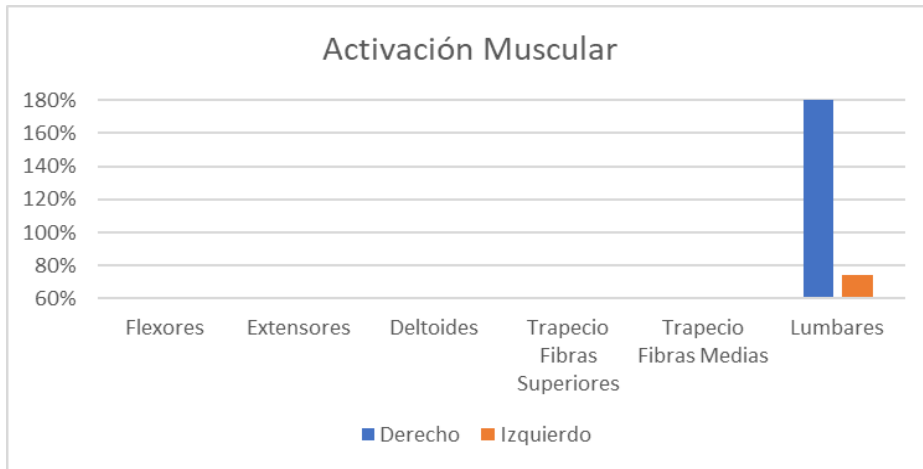 Activación Muscular
180%
160%
140%
120%
100%
80%
60%
Flexores
Extensores
Deltoides
Trapecio
Fibras
Superiores
Trapecio
Fibras Medias
Lumbares
Derecho
Izquierdo